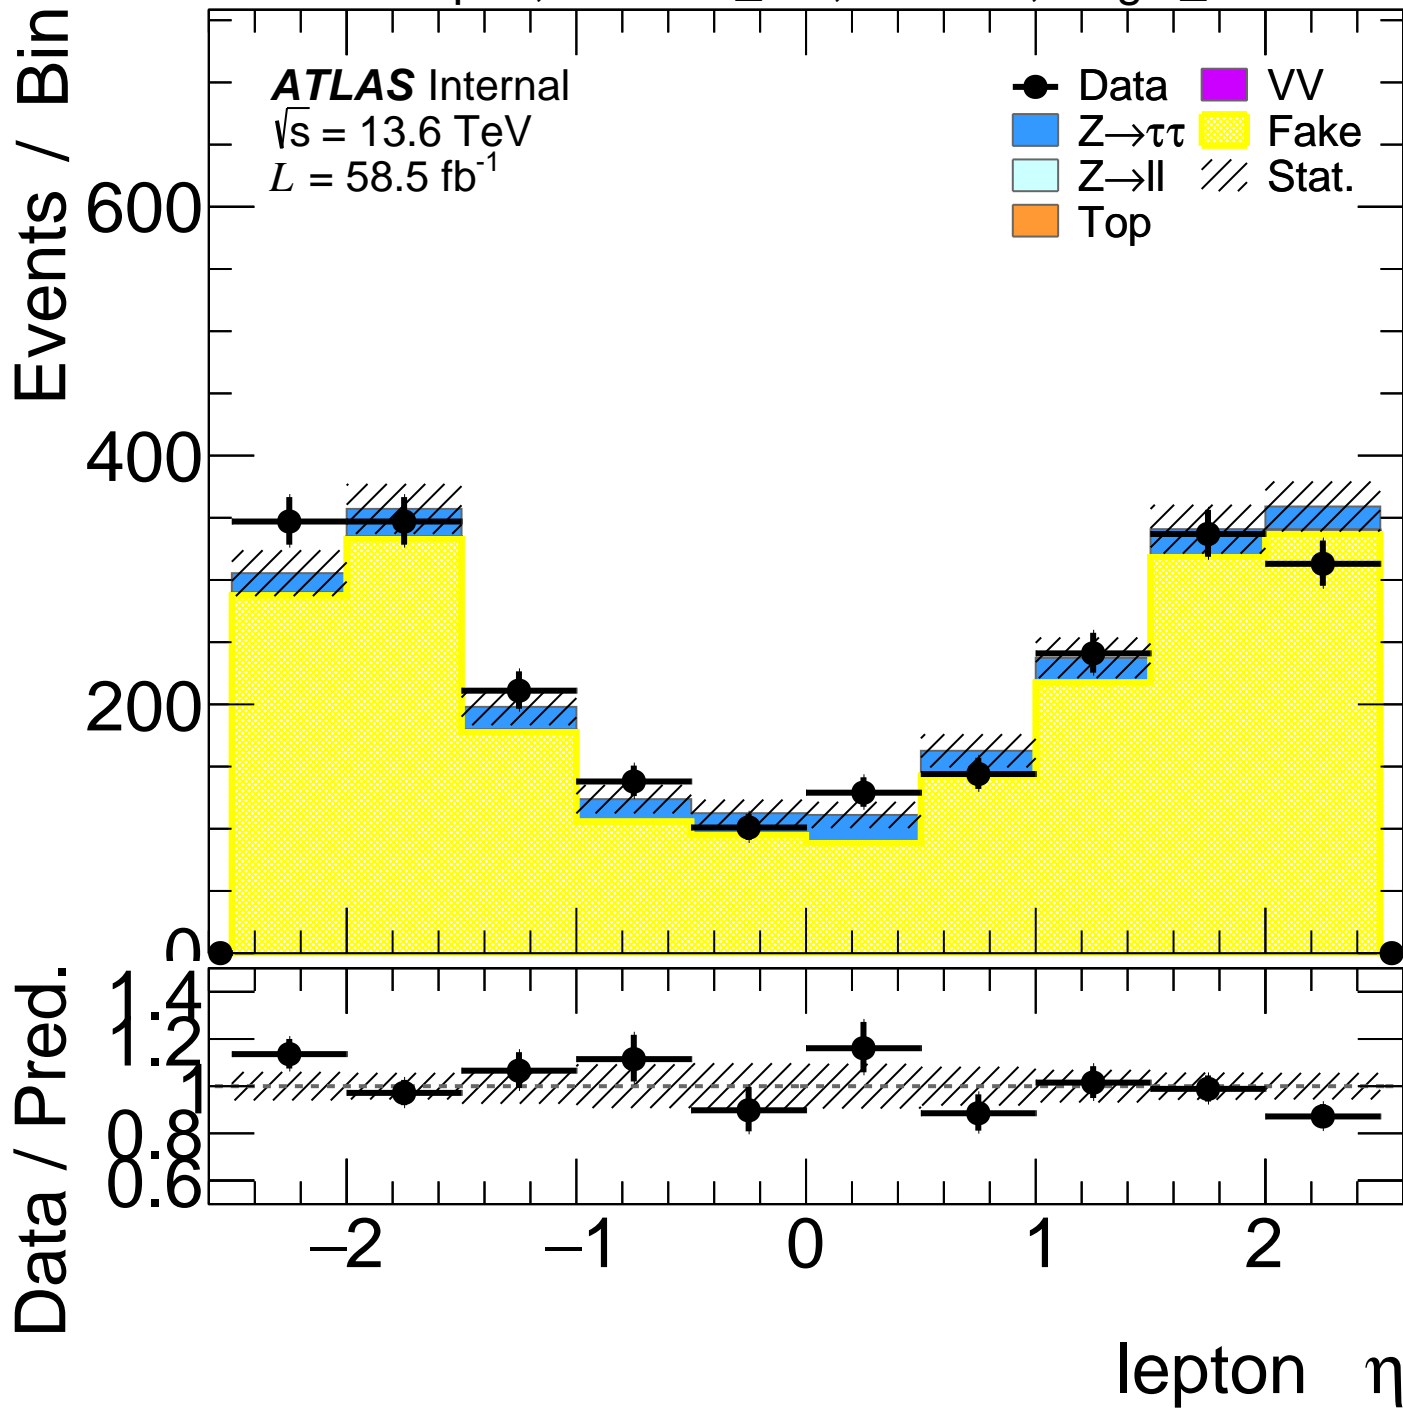 Events / Bin
ATLAS Internal
√s = 13.6 TeV
L = 58.5 fb-1
Data
Z→ττ
Z→ll
Top
VV
Fake
Stat.
600
400
200
0
Data / Pred.
1.4
1.2
1
0.8
0.6
−2 −1 0 1 2
lepton η